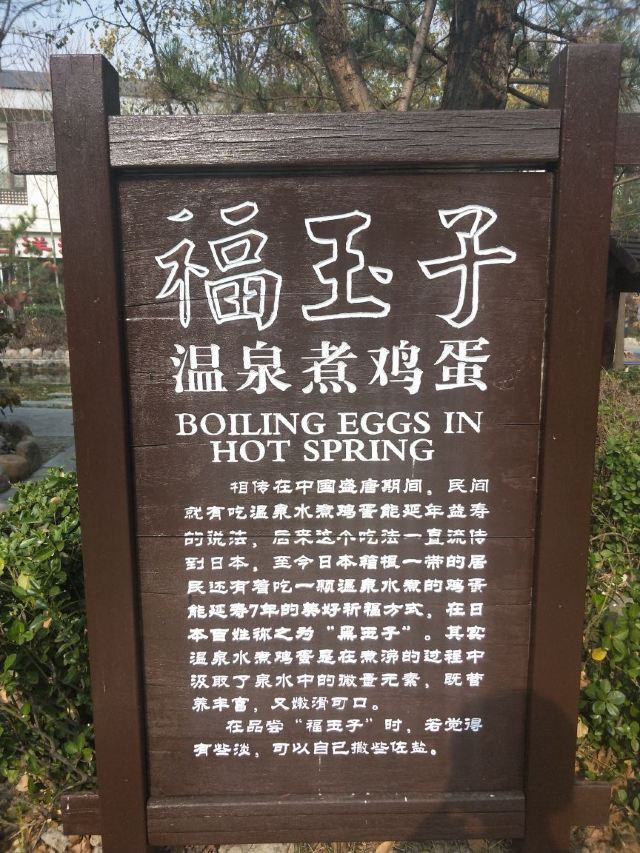 福玉子
温泉煮鸡蛋
BOILING EGGS IN
HOT SPRING
相传在中国盛唐期间，民间
就有吃温泉水煮鸡蛋能延年益寿
的说法，后来这个吃法一直流传
到日本，至今日本箱根一带的居
民还有着吃一颗温泉水煮的鸡蛋
能延寿7年的美好祈福方式，在日
本百姓称之为“黑玉子”。其实
温泉水煮鸡蛋是在煮沸的过程中
汲取了泉水中的微量元素，既营
养丰富，又嫩滑可口。
在品尝“福玉子”时，若觉得
有些淡，可以自己撒些佐盐。